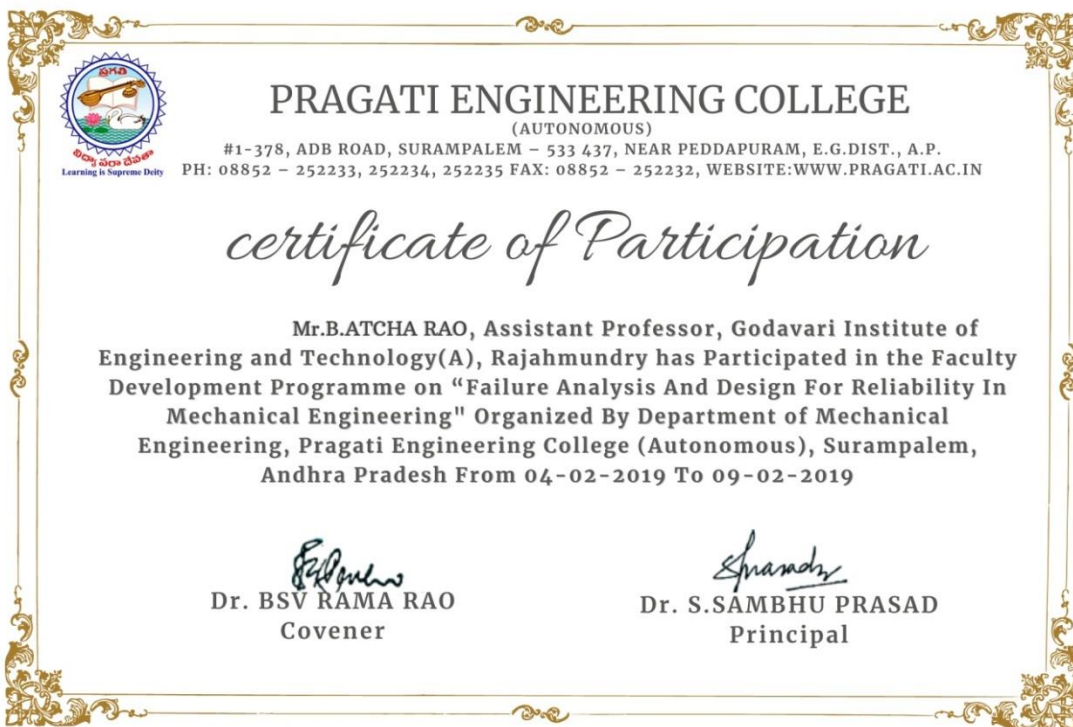 ప్రగతి
విద్యా పరా దేవతా
Learning is Supreme Deity
PRAGATI ENGINEERING COLLEGE
(AUTONOMOUS)
#1-378, ADB ROAD, SURAMPALEM – 533 437, NEAR PEDDAPURAM, E.G.DIST., A.P.
PH: 08852 – 252233, 252234, 252235 FAX: 08852 – 252232, WEBSITE:WWW.PRAGATI.AC.IN
certificate of Participation
Mr.B.ATCHA RAO, Assistant Professor, Godavari Institute of
Engineering and Technology(A), Rajahmundry has Participated in the Faculty
Development Programme on “Failure Analysis And Design For Reliability In
Mechanical Engineering" Organized By Department of Mechanical
Engineering, Pragati Engineering College (Autonomous), Surampalem,
Andhra Pradesh From 04-02-2019 To 09-02-2019
Dr. BSV RAMA RAO
Covener
Dr. S.SAMBHU PRASAD
Principal